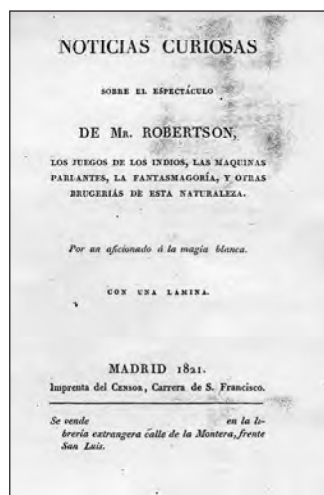 NOTICIAS CURIOSAS
SOBRE EL ESPECTÁCULO
DE MR. ROBERTSON,
LOS JUEGOS DE LOS INDIOS, LAS MAQUINAS
PARLANTES, LA FANTASMAGORÍA, Y OTRAS
BRUGERIÁS DE ESTA NATURALEZA.
Por un aficionado á la magía blanca.
CON UNA LAMINA.
MADRID 1821.
Imprenta del CENSOR, Carrera de S. Francisco.
Se vende en la li-
brería extrangera calle de la Montera, frente
San Luis.